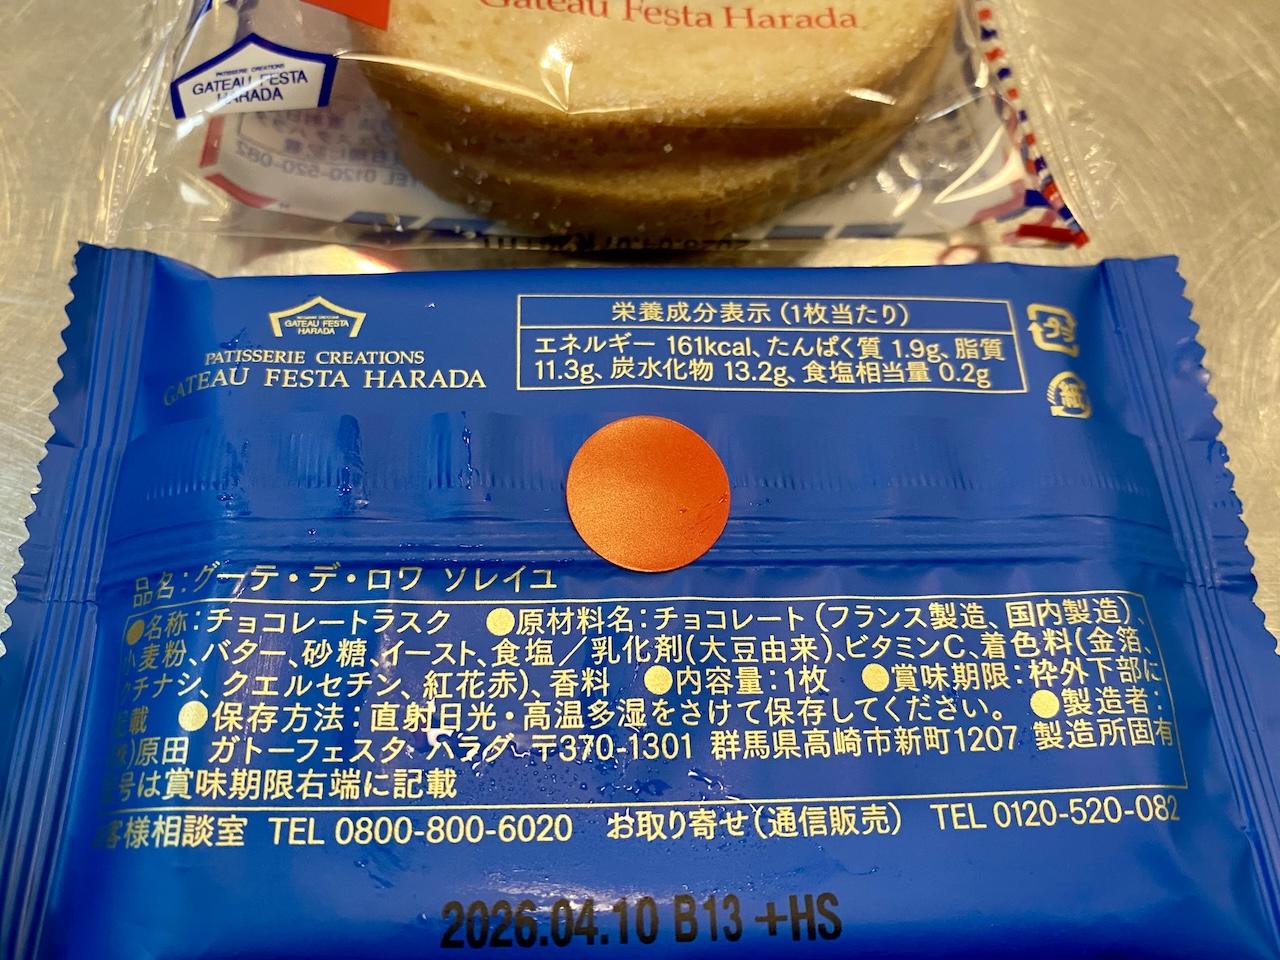 Gateau Festa Harada
PATISSERIE CREATIONS
GATEAU FESTA
HARADA
GATEAU FESTA
HARADA
PATISSERIE CREATIONS
GATEAU FESTA HARADA
栄養成分表示(1枚当たり)
エネルギー 161kcal、たんぱく質 1.9g、脂質
11.3g、炭水化物 13.2g、食塩相当量 0.2g
プラ
紙
品名:グーテ・デ・ロワ ソレイユ
●名称:チョコレートラスク ●原材料名:チョコレート(フランス製造、国内製造)、
小麦粉、バター、砂糖、イースト、食塩/乳化剤(大豆由来)、ビタミンC、着色料(金箔、
クチナシ、クエルセチン、紅花赤)、香料 ●内容量:1枚 ●賞味期限:枠外下部に
記載 ●保存方法:直射日光・高温多湿をさけて保存してください。 ●製造者:
(株)原田 ガトーフェスタ ハラダ 〒370-1301 群馬県高崎市新町1207 製造所固有
記号は賞味期限右端に記載
お客様相談室 TEL 0800-800-6020 お取り寄せ(通信販売) TEL 0120-520-082
2026.04.10 B13 +HS